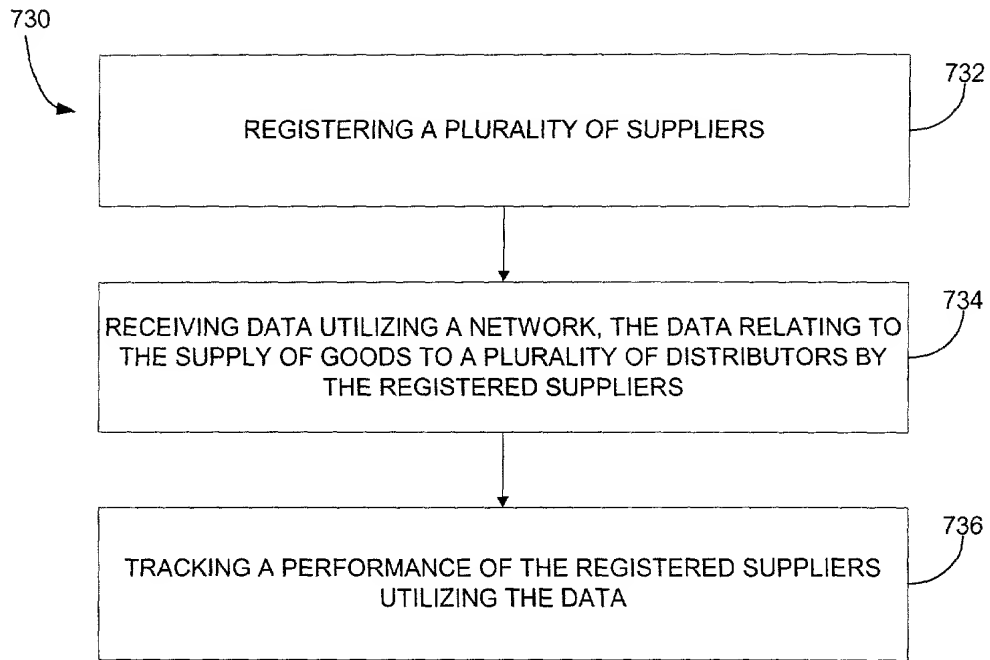 730
732
REGISTERING A PLURALITY OF SUPPLIERS
734
RECEIVING DATA UTILIZING A NETWORK, THE DATA RELATING TO
THE SUPPLY OF GOODS TO A PLURALITY OF DISTRIBUTORS BY
THE REGISTERED SUPPLIERS
736
TRACKING A PERFORMANCE OF THE REGISTERED SUPPLIERS
UTILIZING THE DATA